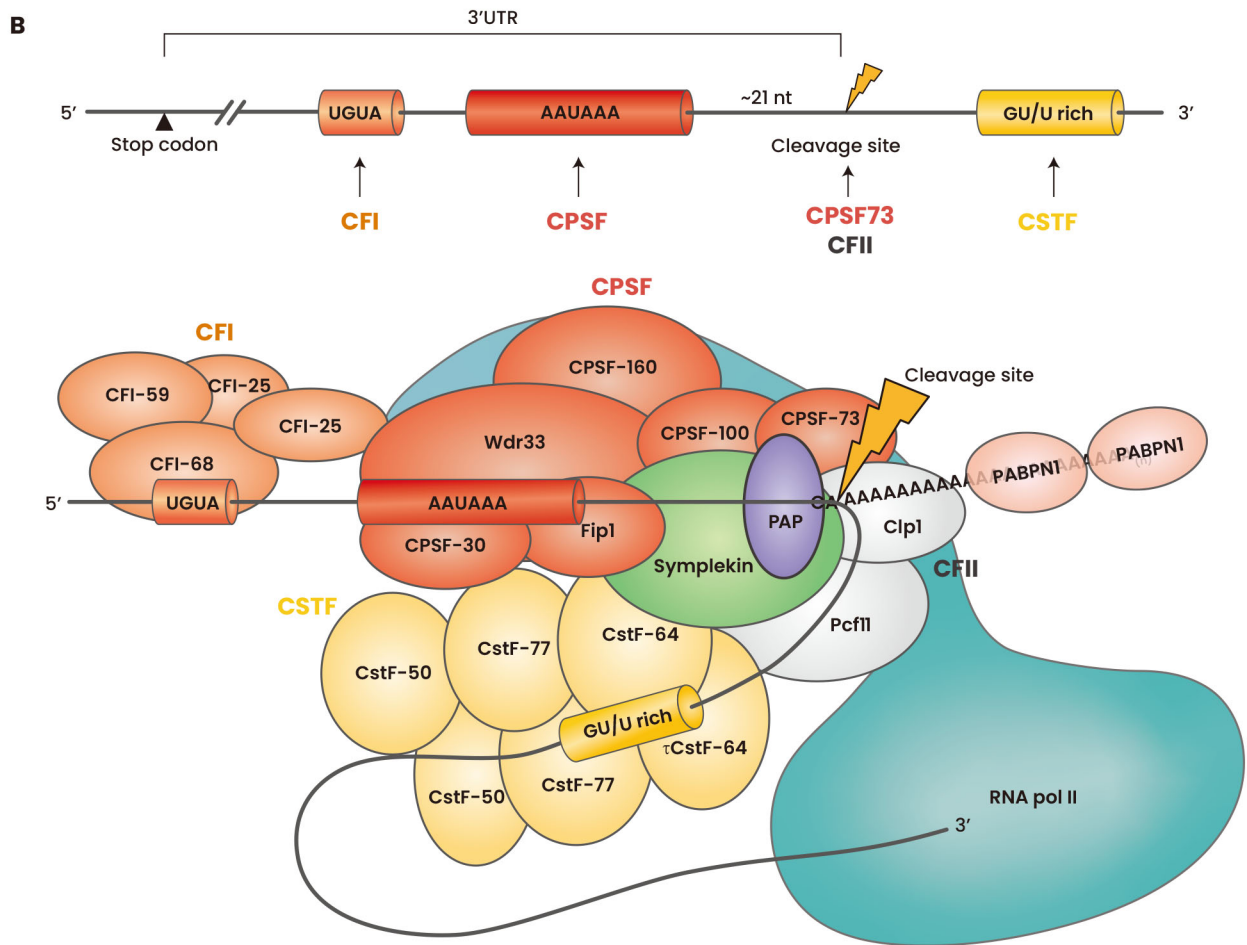 B
3'UTR
5'
UGUA
AAUAAA
~21 nt
GU/U rich
3'
Stop codon
Cleavage site
CFI
CPSF
CPSF73
CFII
CSTF
CPSF
CFI
CFI-59
CFI-25
CFI-25
CFI-68
UGUA
5'
CPSF-160
Wdr33
CPSF-100
CPSF-73
Cleavage site
AAUAAA
CPSF-30
Fip1
Symplekin
PAP
CA
AAAAAAAAAAAAAAAAAA(n)
PABPN1
PABPN1
Clp1
CFII
Pcf11
CSTF
CstF-50
CstF-77
CstF-64
GU/U rich
τCstF-64
CstF-50
CstF-77
RNA pol II
3'